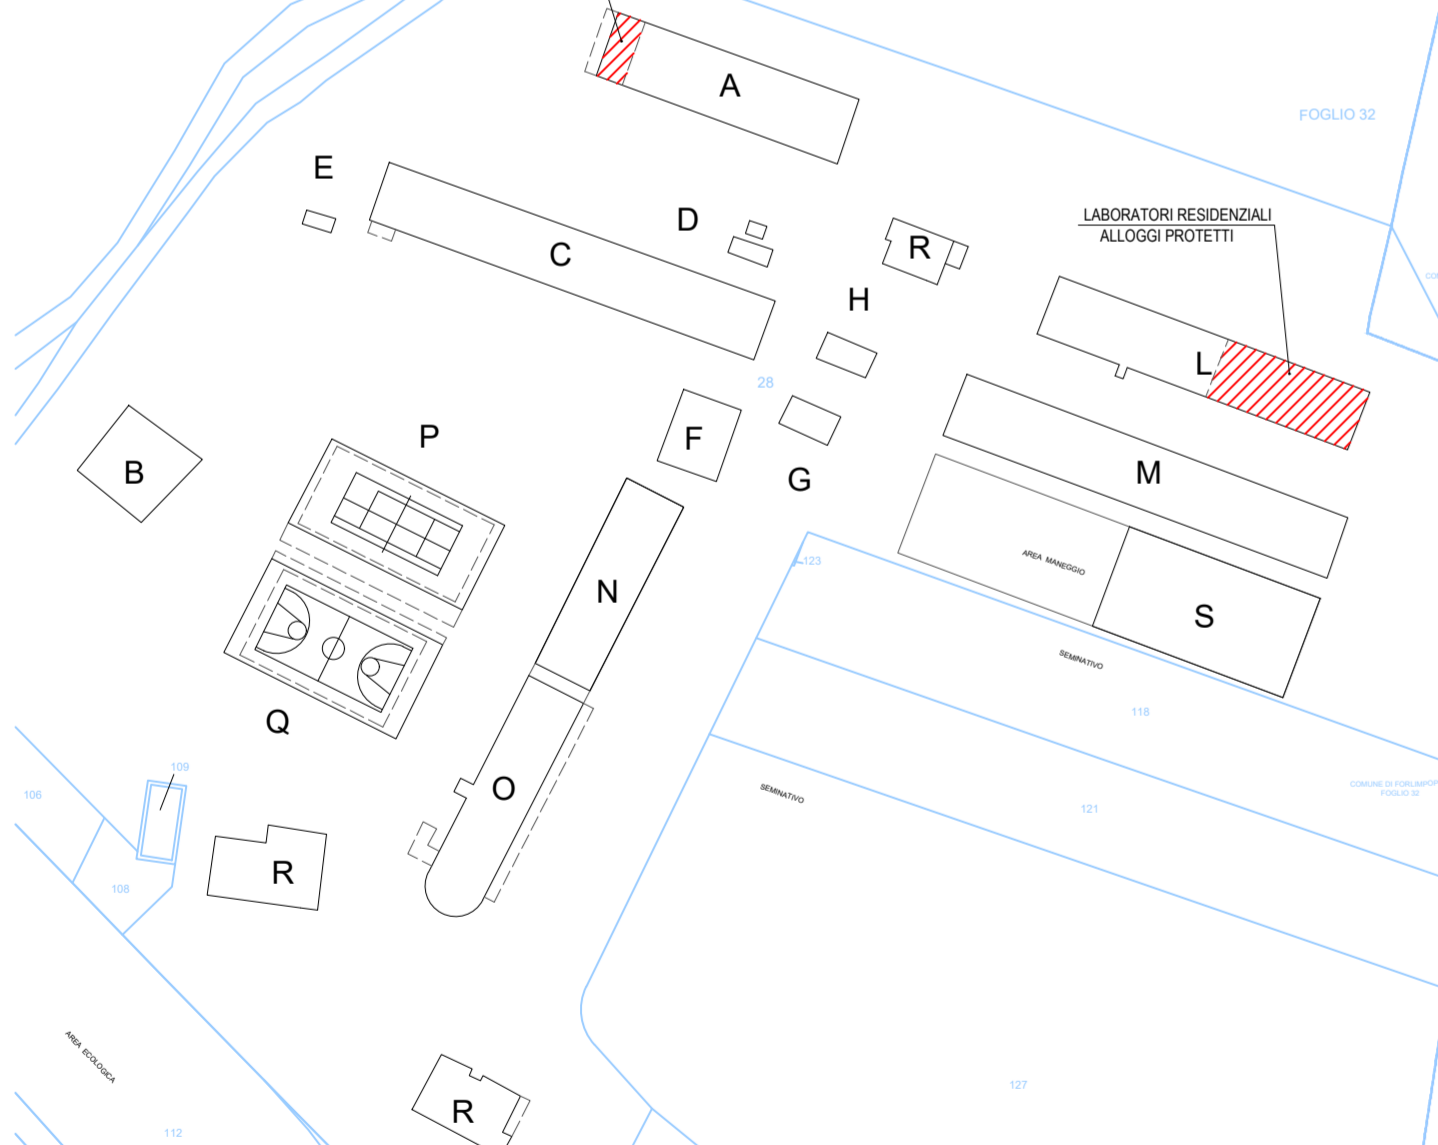 A
FOGLIO 32
E
D
LABORATORI RESIDENZIALI
ALLOGGI PROTETTI
C
R
H
L
28
P
F
B
M
G
123
AREA MANEGGIO
N
S
SEMINATIVO
118
Q
109
106
O
SEMINATIVO
121
COMUNE DI FORLIMPOP
FOGLIO 32
R
108
AREA ECOLOGICA
127
R
112